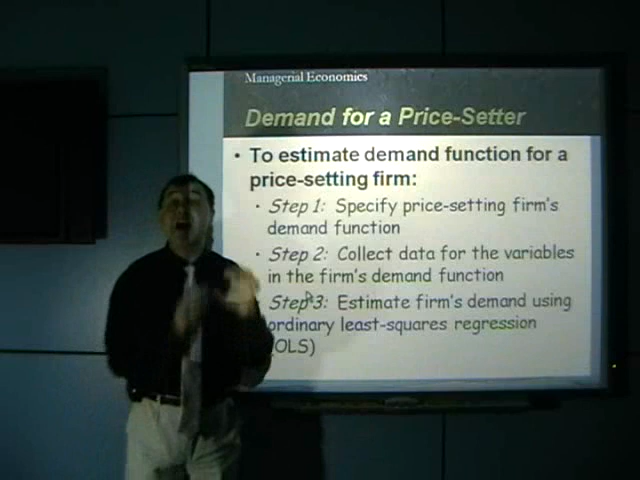 Managerial Economics
Demand for a Price-Setter
• To estimate demand function for a
price-setting firm:
• Step 1: Specify price-setting firm's
demand function
• Step 2: Collect data for the variables
in the firm's demand function
• Step 3: Estimate firm's demand using
ordinary least-squares regression
(OLS)